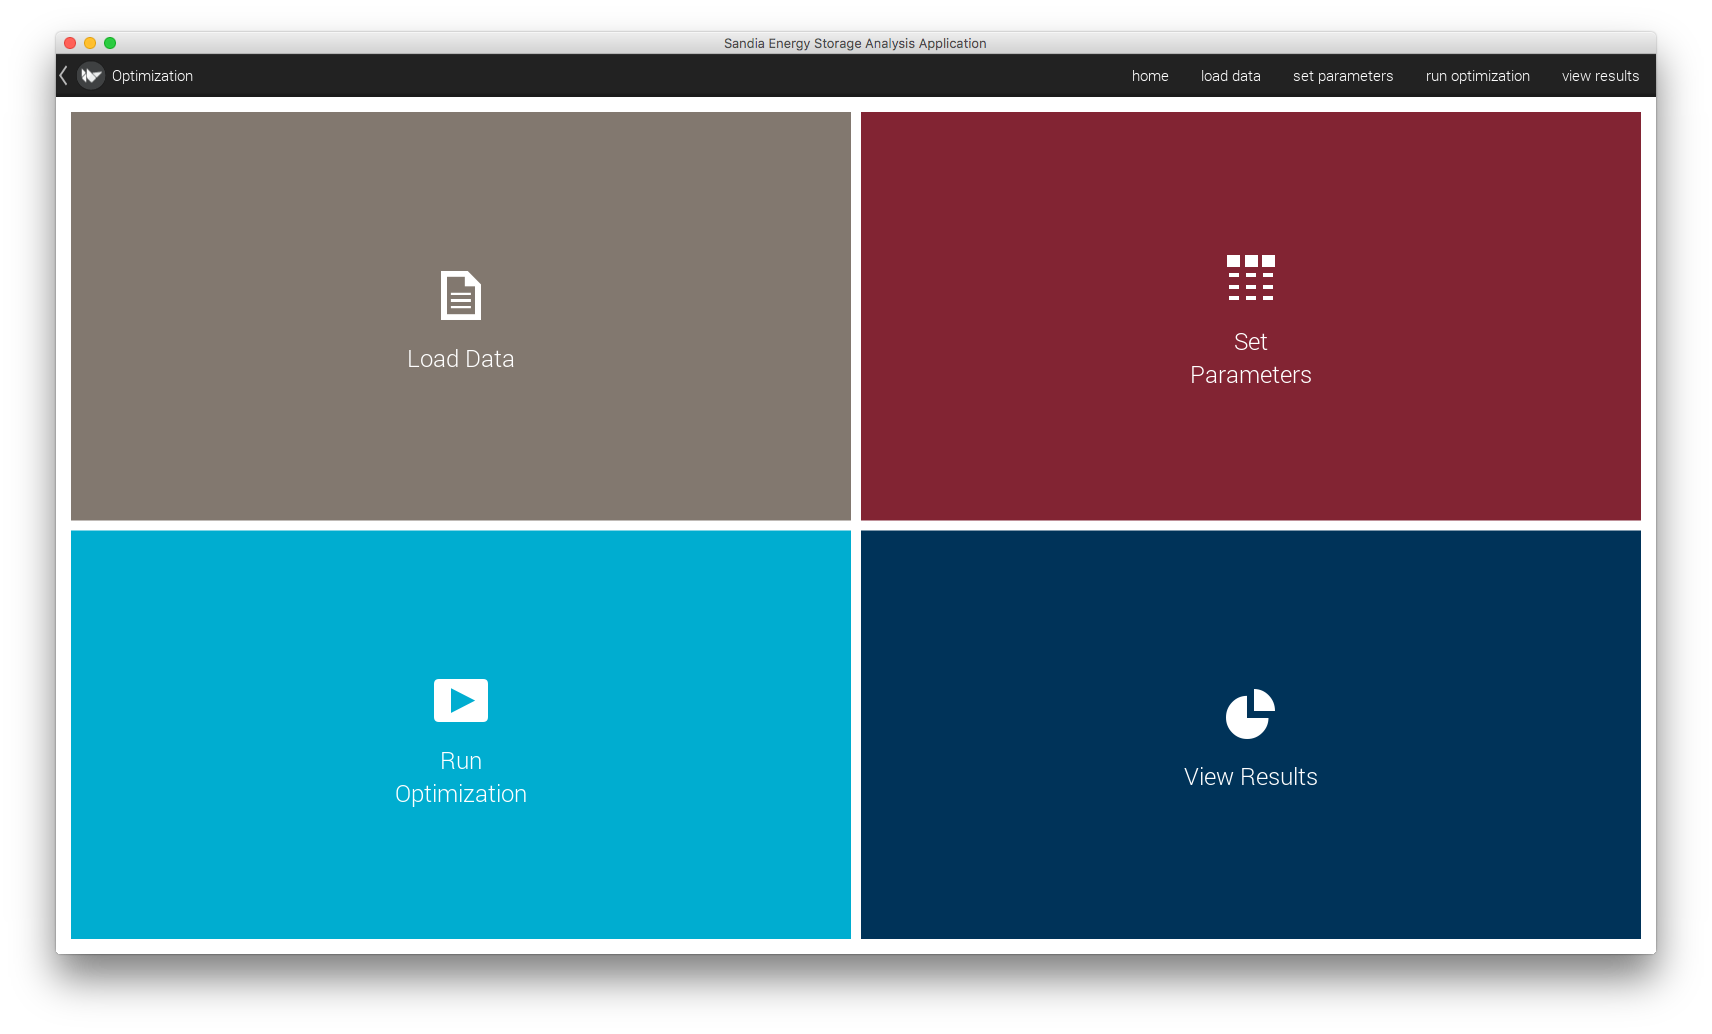 Sandia Energy Storage Analysis Application
Optimization
home
load data
set parameters
run optimization
view results
Load Data
Set
Parameters
Run
Optimization
View Results